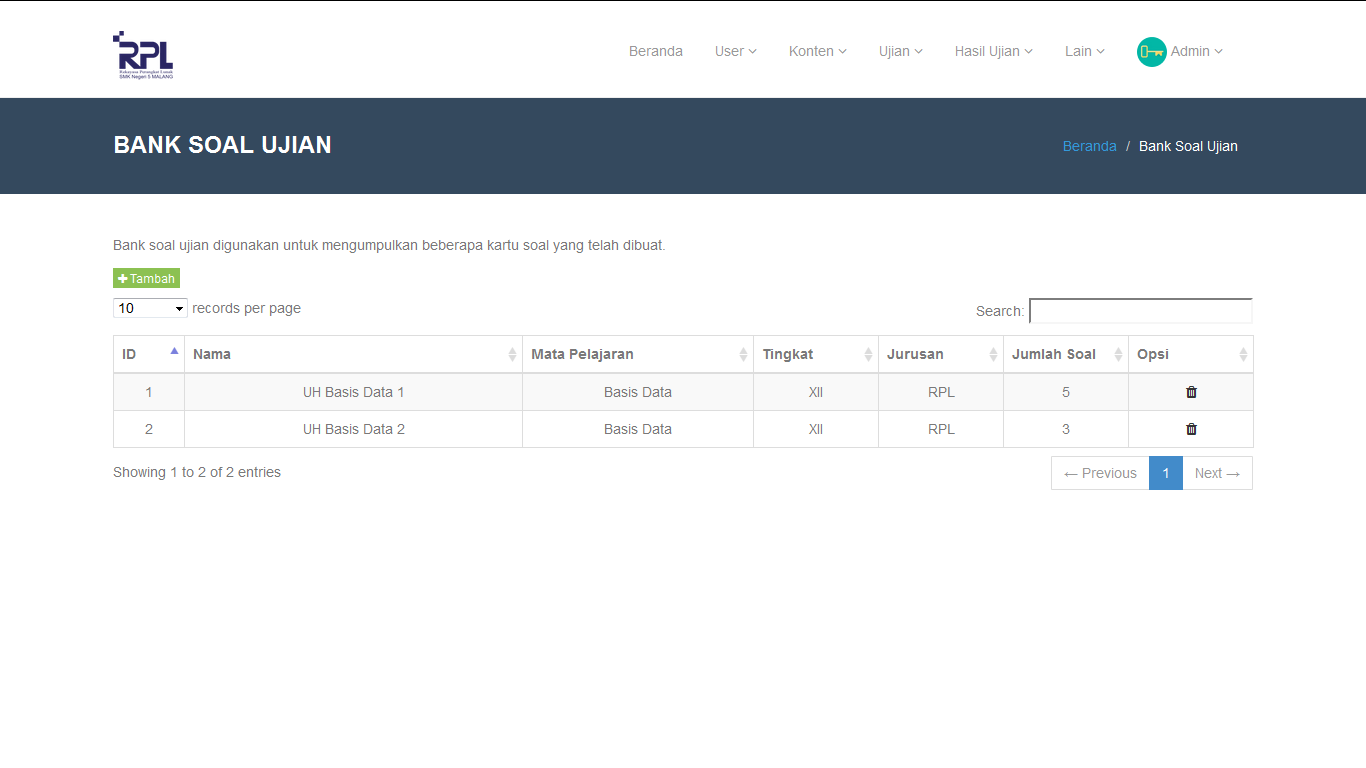 RPL
Rekayasa Perangkat Lunak
SMK Negeri 5 MALANG
Beranda User Konten Ujian Hasil Ujian Lain Admin
BANK SOAL UJIAN
Beranda / Bank Soal Ujian
Bank soal ujian digunakan untuk mengumpulkan beberapa kartu soal yang telah dibuat.
+Tambah
10 records per page
Search:
ID Nama Mata Pelajaran Tingkat Jurusan Jumlah Soal Opsi
1 UH Basis Data 1 Basis Data XII RPL 5
2 UH Basis Data 2 Basis Data XII RPL 3
Showing 1 to 2 of 2 entries
← Previous 1 Next →